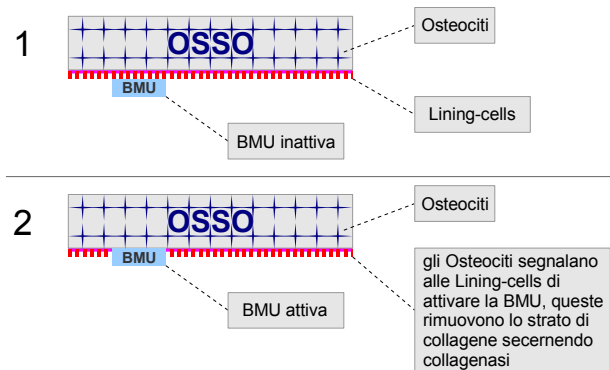 1
OSSO
Osteociti
BMU
Lining-cells
BMU inattiva
2
OSSO
Osteociti
BMU
BMU attiva
gli Osteociti segnalano
alle Lining-cells di
attivare la BMU, queste
rimuovono lo strato di
collagene secernendo
collagenasi